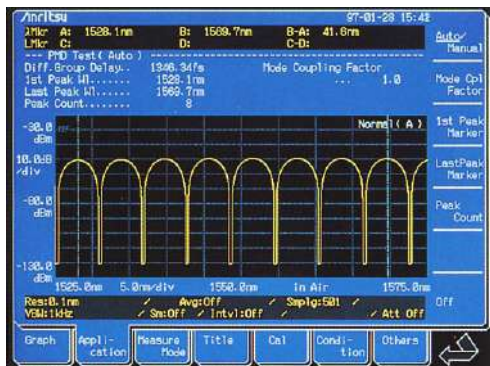 Anritsu 97-01-28 15:42
λMkr A: 1528.1nm B: 1569.7nm B-A: 41.6nm
LMkr C: D: C-D:
--- PMD Test( Auto )
Diff.Group Delay.. 1346.34fs Mode Coupling Factor
1st Peak Wl....... 1528.1nm ... 1.0
Last Peak Wl...... 1569.7nm
Peak Count........ 8
Normal( A )
-30.0
dBm
10.0dB
/div
-80.0
dBm
-130.0
dBm
1525.0nm 5.0nm/div 1550.0nm in Air 1575.0nm
Res:0.1nm / Avg:Off / Smplg:501 /
VBW:1kHz / Sm:Off / Intvl:Off / / Att Off
Auto/
Manual
Mode Cpl
Factor
1st Peak
Marker
LastPeak
Marker
Peak
Count
Off
Graph Appli-
cation Measure
Mode Title Cal Condi-
tion Others